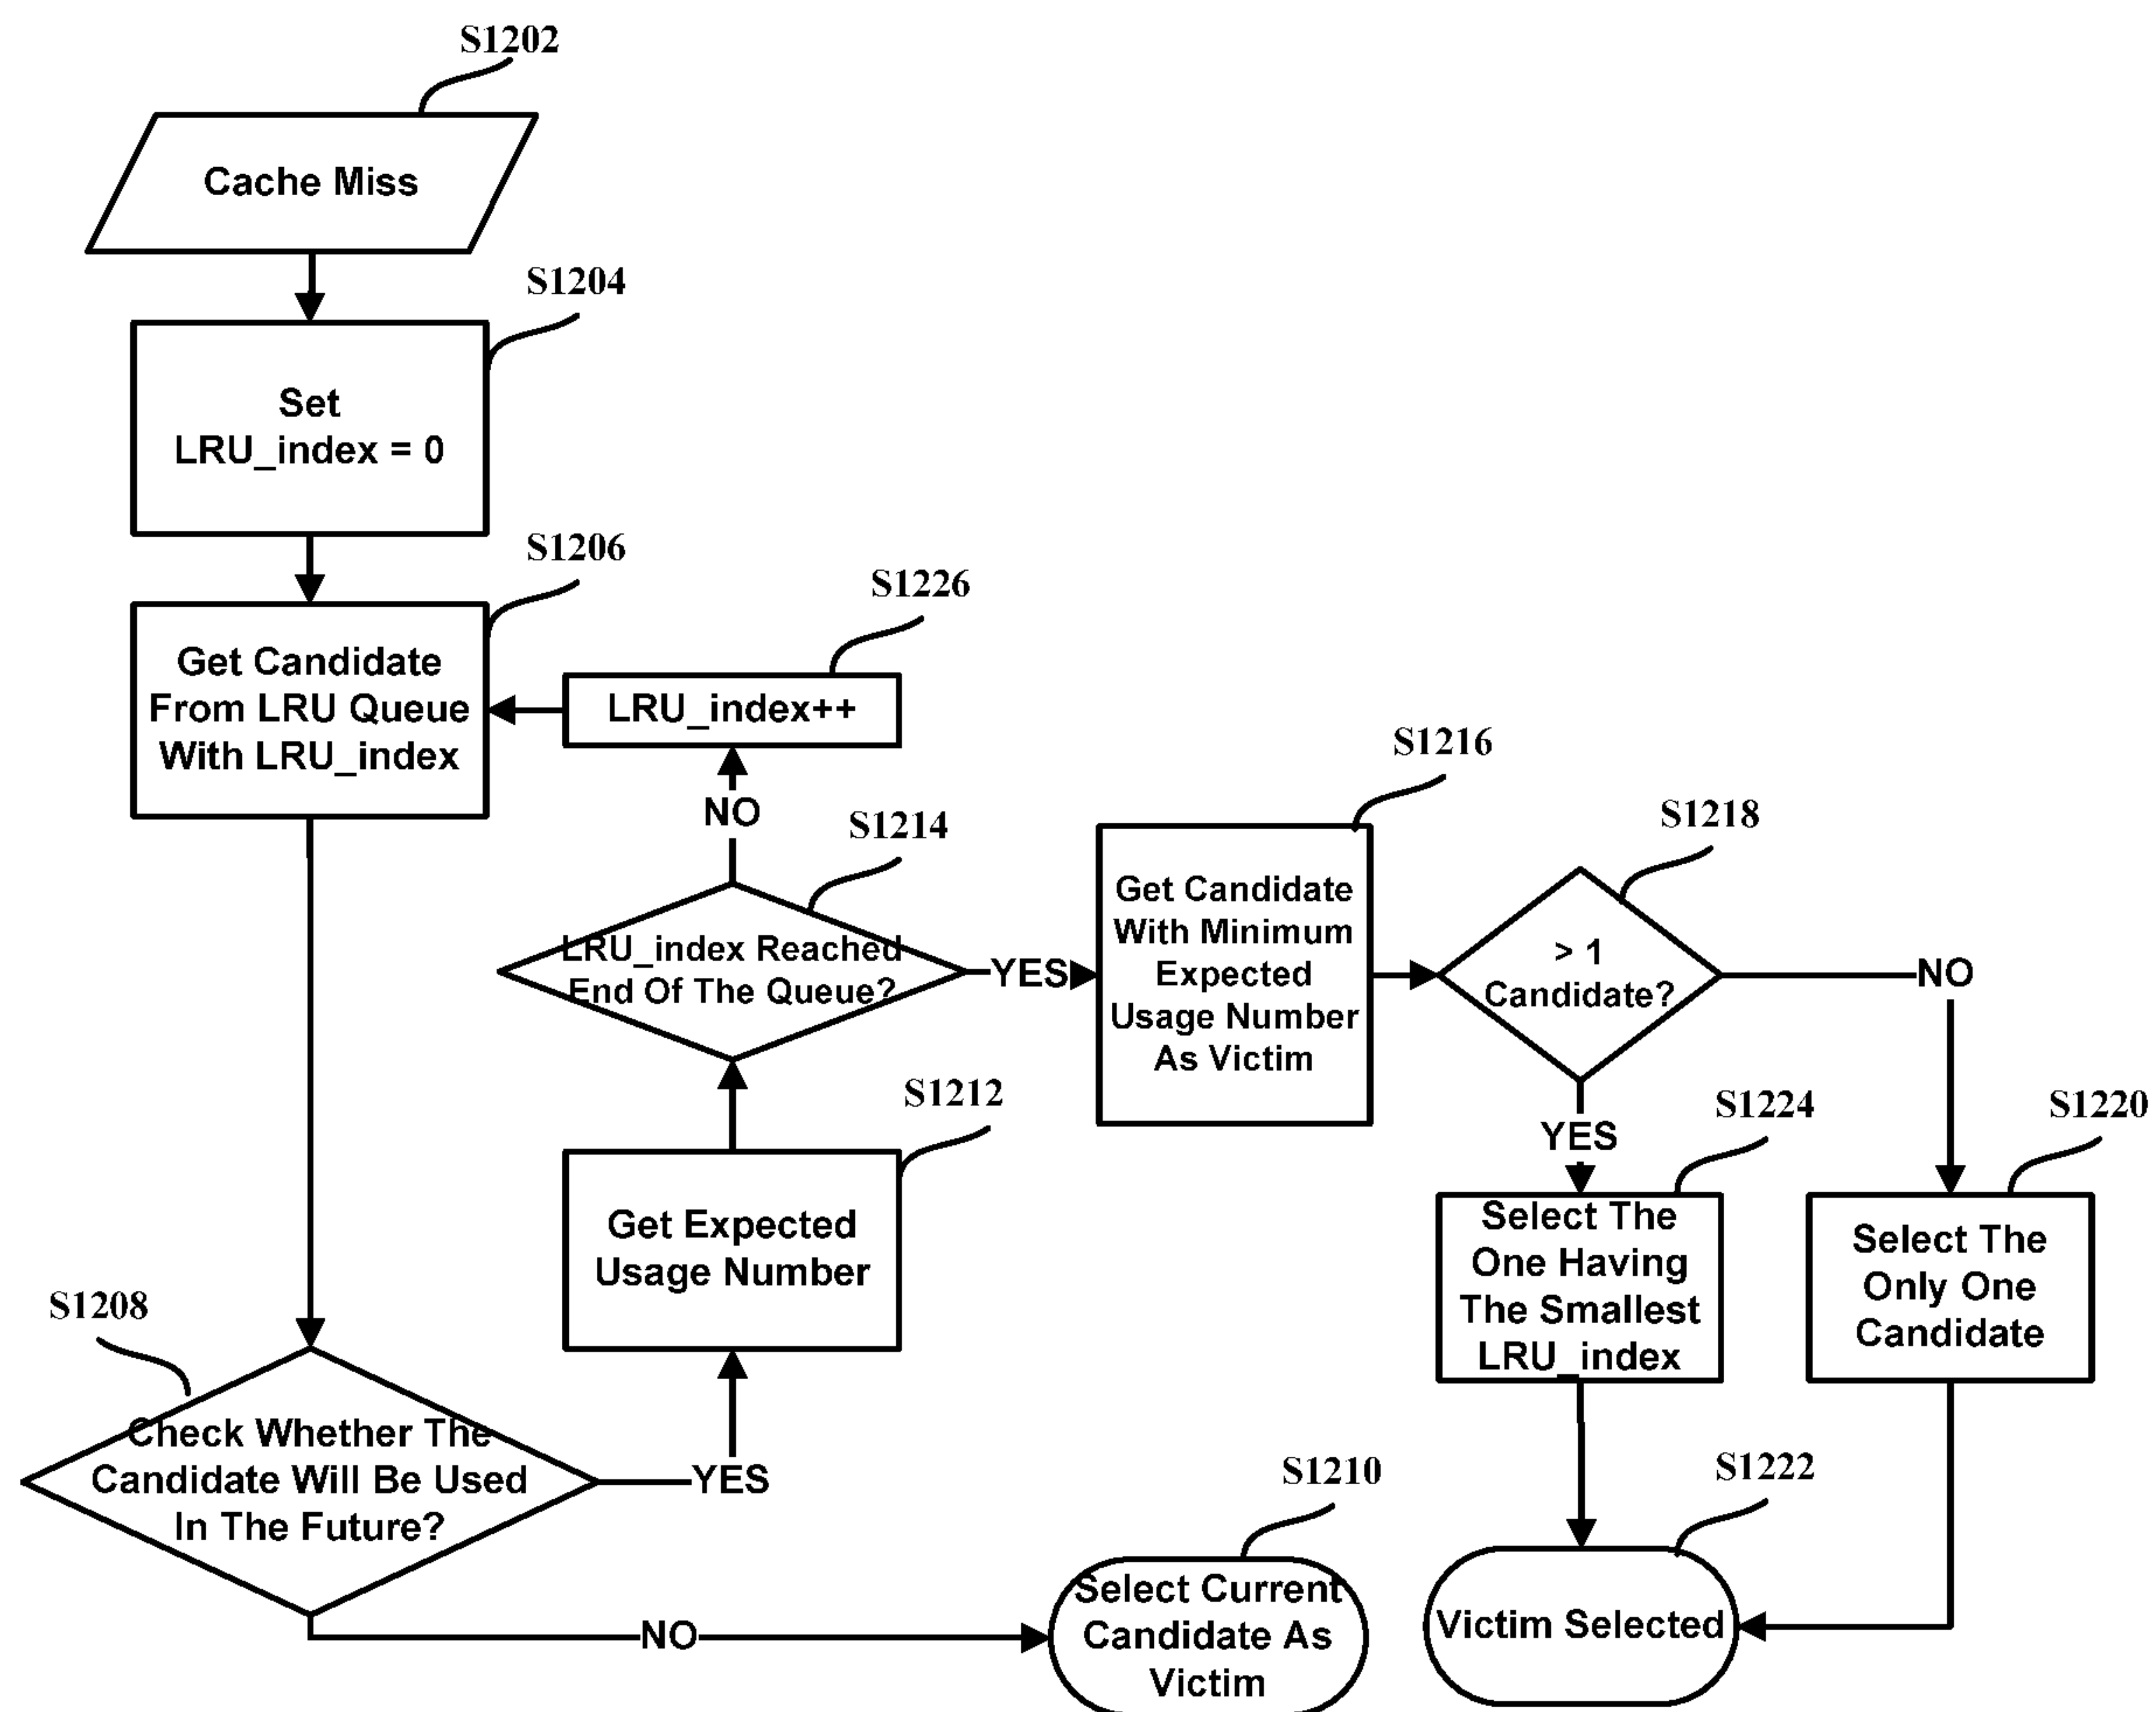 S1202
Cache Miss
S1204
Set
LRU_index = 0
S1206
Get Candidate
From LRU Queue
With LRU_index
S1226
LRU_index++
NO
S1214
LRU_index Reached
End Of The Queue?
YES
S1216
Get Candidate
With Minimum
Expected
Usage Number
As Victim
S1218
> 1
Candidate?
NO
YES
S1212
Get Expected
Usage Number
S1224
Select The
One Having
The Smallest
LRU_index
S1220
Select The
Only One
Candidate
S1208
Check Whether The
Candidate Will Be Used
In The Future?
YES
NO
S1210
Select Current
Candidate As
Victim
S1222
Victim Selected